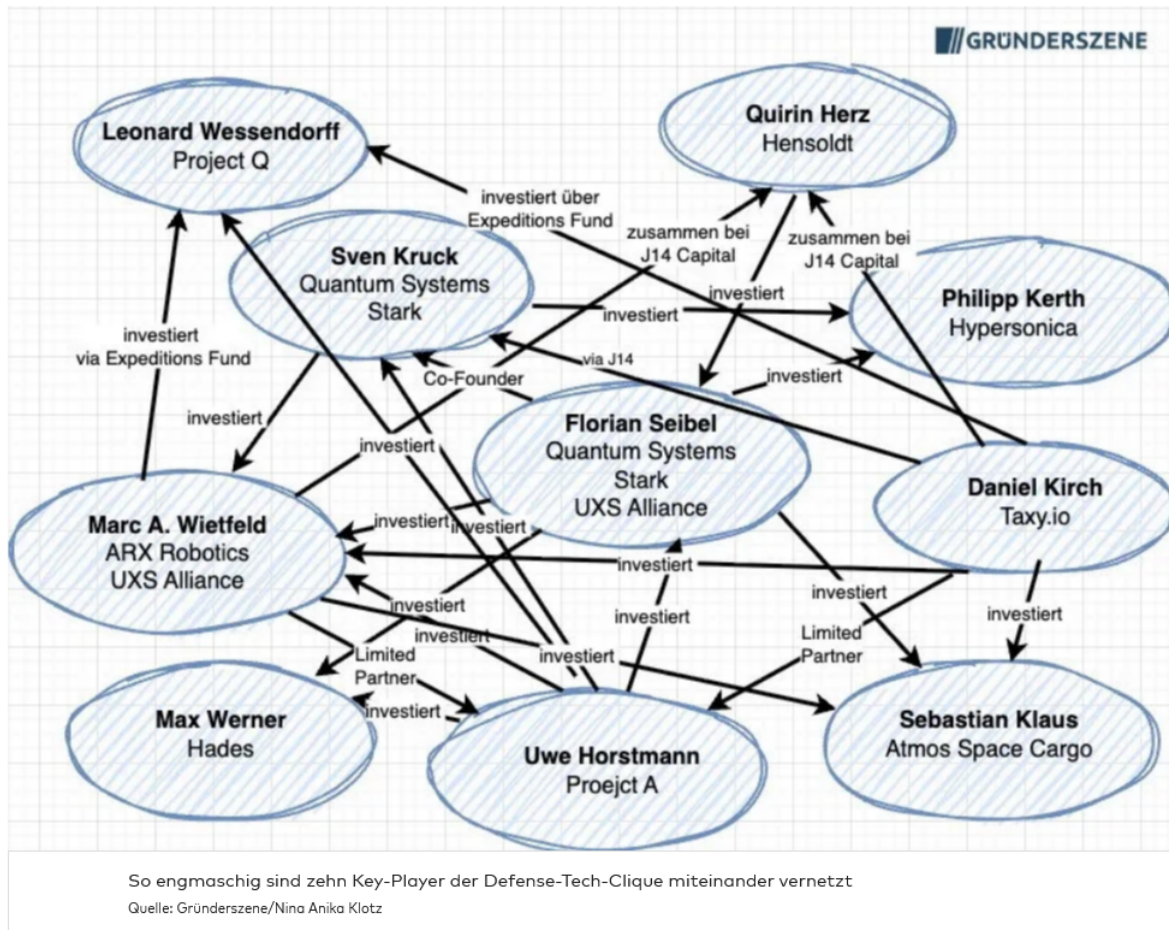 GRÜNDERSZENE
Leonard Wessendorff
Project Q
Quirin Herz
Hensoldt
investiert über
Expeditions Fund
zusammen bei
J14 Capital
zusammen bei
J14 Capital
Sven Kruck
Quantum Systems
Stark
investiert
investiert
Philipp Kerth
Hypersonica
investiert
via Expeditions Fund
via J14
Co-Founder
investiert
investiert
investiert
Florian Seibel
Quantum Systems
Stark
UXS Alliance
Daniel Kirch
Taxy.io
Marc A. Wietfeld
ARX Robotics
UXS Alliance
investiert
investiert
investiert
investiert
investiert
investiert
investiert
investiert
investiert
Limited
Partner
Limited
Partner
investiert
investiert
Max Werner
Hades
Uwe Horstmann
Proejct A
Sebastian Klaus
Atmos Space Cargo
So engmaschig sind zehn Key-Player der Defense-Tech-Clique miteinander vernetzt
Quelle: Gründerszene/Nina Anika Klotz